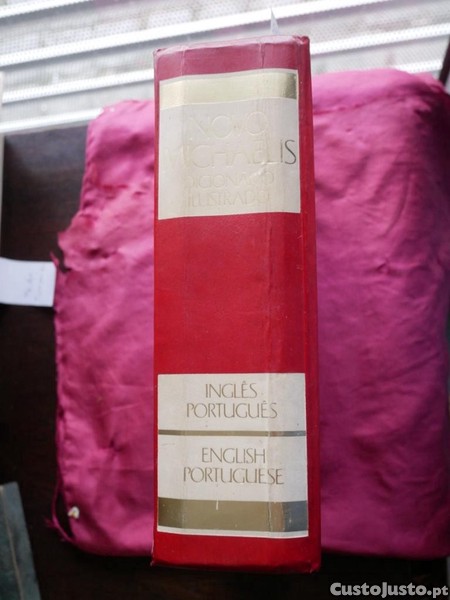 NOVO
MICHAELIS
DICIONÁRIO
ILUSTRADO
INGLÊS
PORTUGUÊS
ENGLISH
PORTUGUESE
CustoJusto.pt